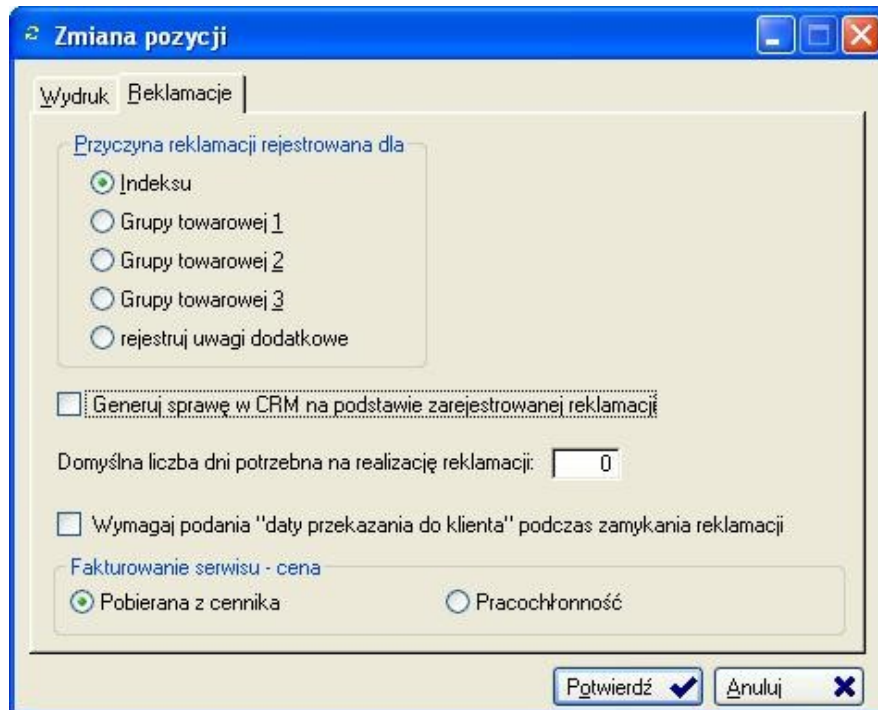 Zmiana pozycji
Wydruk Reklamacje
Przyczyna reklamacji rejestrowana dla
Indeksu
Grupy towarowej 1
Grupy towarowej 2
Grupy towarowej 3
rejestruj uwagi dodatkowe
Generuj sprawę w CRM na podstawie zarejestrowanej reklamacji
Domyślna liczba dni potrzebna na realizację reklamacji: 0
Wymagaj podania "daty przekazania do klienta" podczas zamykania reklamacji
Fakturowanie serwisu - cena
Pobierana z cennika Pracochłonność
Potwierdź Anuluj